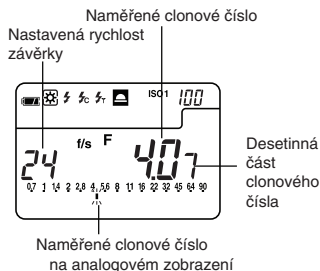 Naměřené clonové číslo
Nastavená rychlost
závěrky
ISO1 100
C T
f/s F
24 4.0 7
Desetinná
část
clonového
čísla
0,7 1 1,4 2 2,8 4 5,6 8 11 16 22 32 45 64 90
Naměřené clonové číslo
na analogovém zobrazení